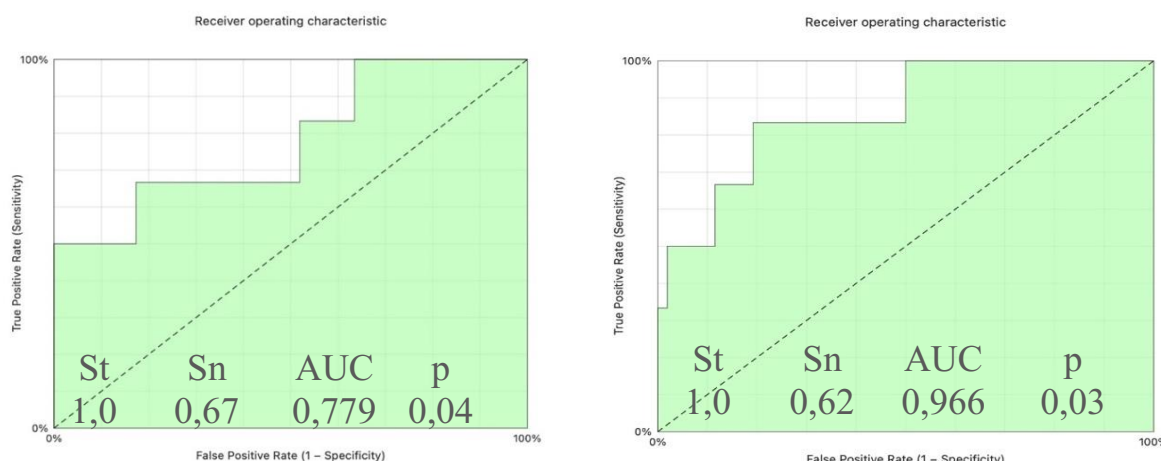 Receiver operating characteristic
100%
True Positive Rate (Sensitivity)
St Sn AUC p
1,0 0,67 0,779 0,04
0%
0% 100%
False Positive Rate (1 – Specificity)
Receiver operating characteristic
100%
True Positive Rate (Sensitivity)
St Sn AUC p
1,0 0,62 0,966 0,03
0%
0% 100%
False Positive Rate (1 – Specificity)